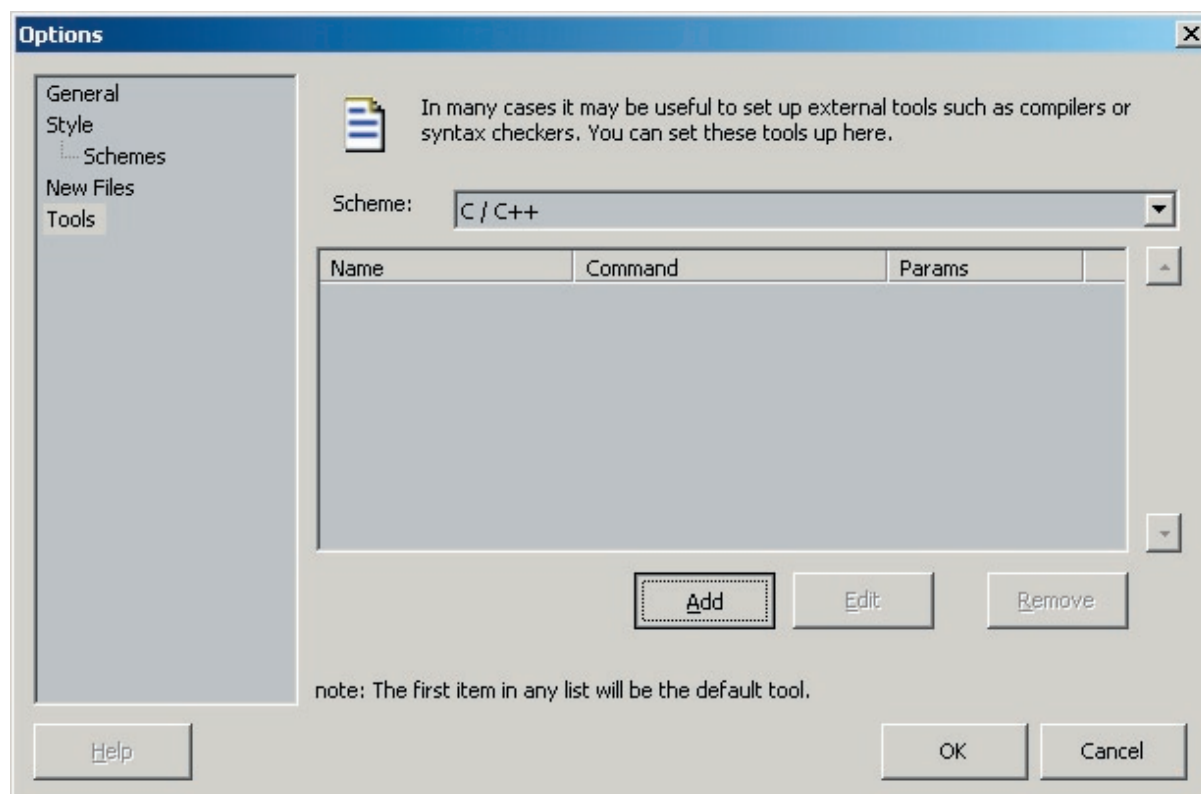 Options
General
Style
Schemes
New Files
Tools
In many cases it may be useful to set up external tools such as compilers or
syntax checkers. You can set these tools up here.
Scheme: C / C++
Name Command Params
Add Edit Remove
note: The first item in any list will be the default tool.
Help OK Cancel